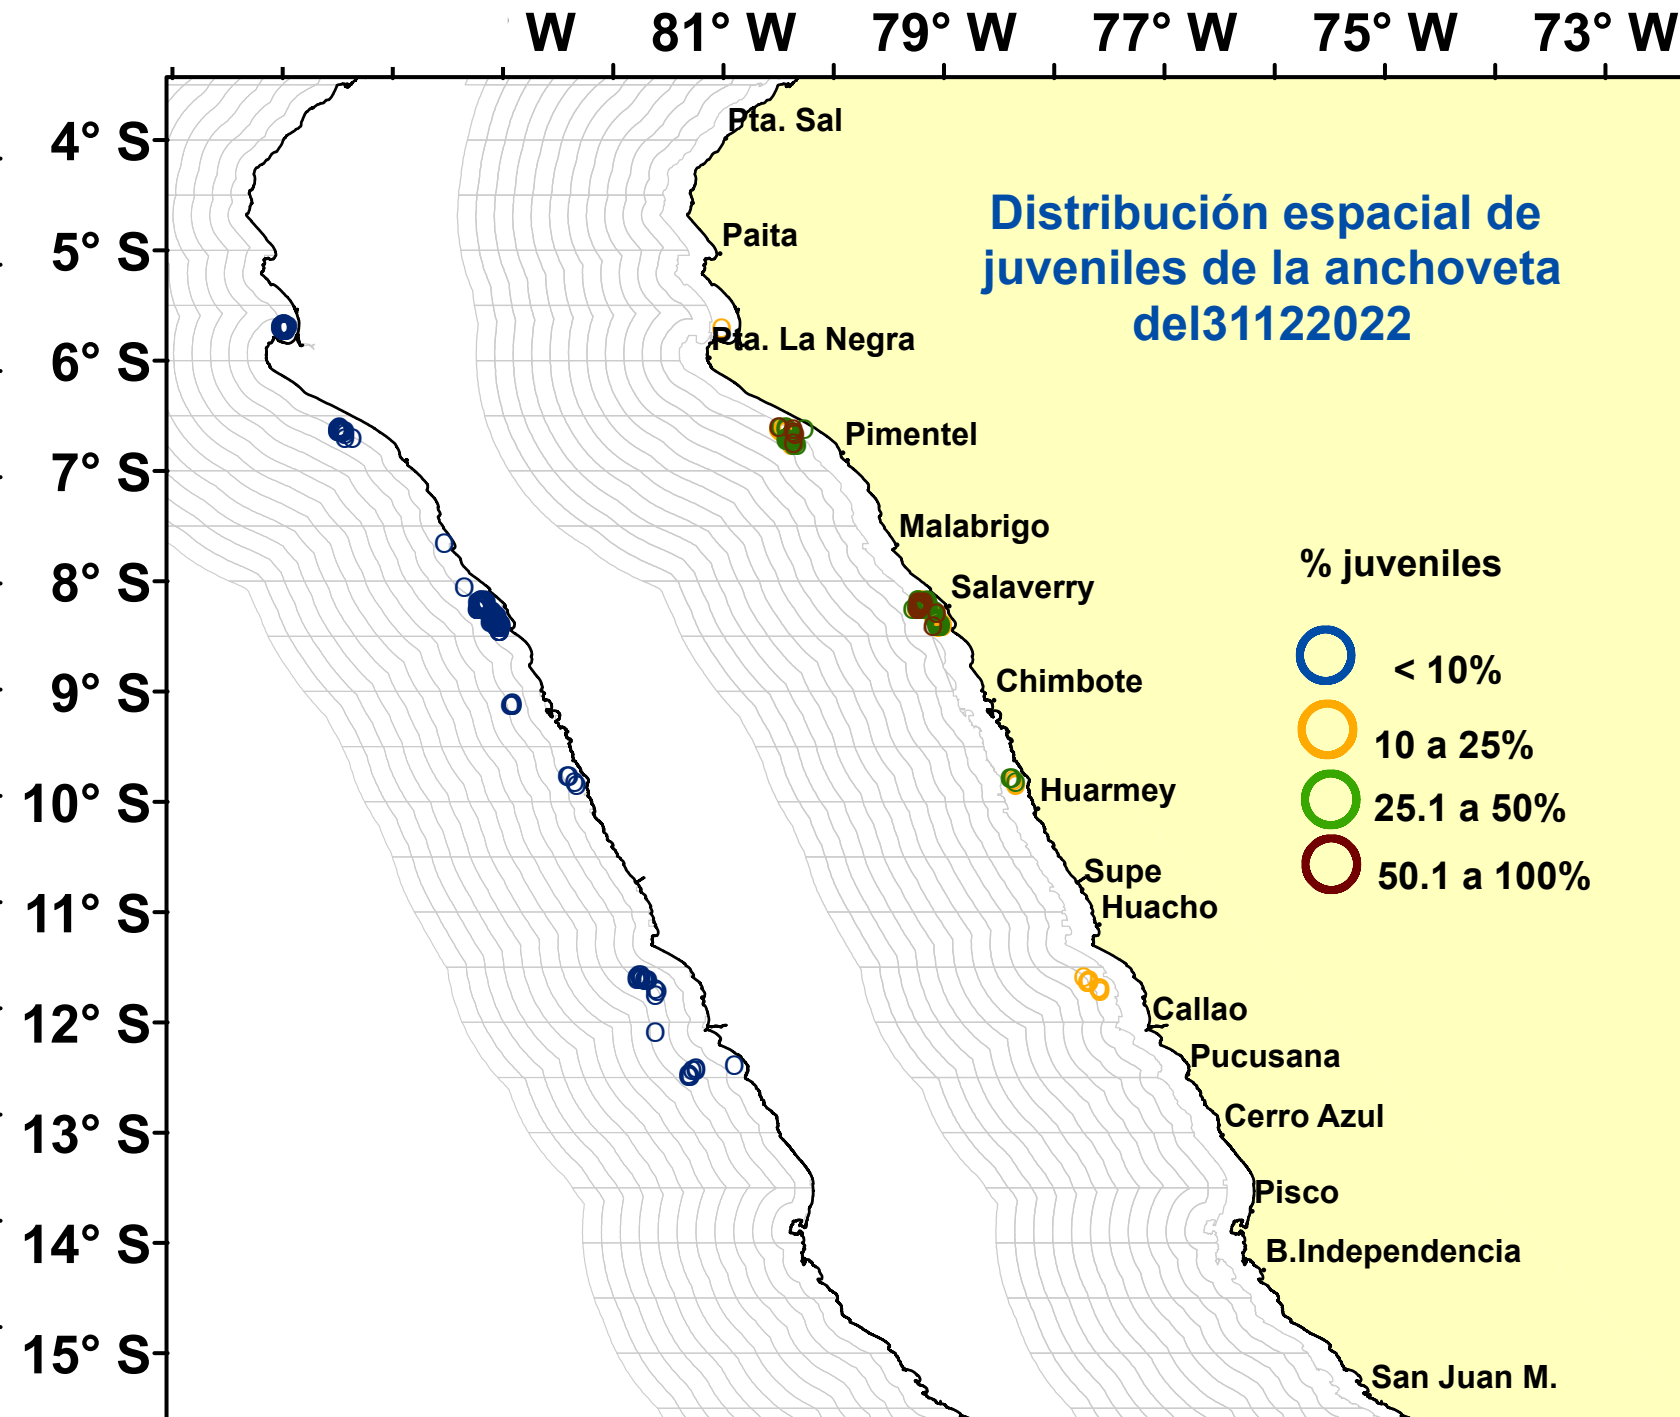 W 81° W 79° W 77° W 75° W 73° W
4° S
5° S
6° S
7° S
8° S
9° S
10° S
11° S
12° S
13° S
14° S
15° S
Pta. Sal
Paita
Pta. La Negra
Pimentel
Malabrigo
Salaverry
Chimbote
Huarmey
Supe
Huacho
Callao
Pucusana
Cerro Azul
Pisco
B.Independencia
San Juan M.
Distribución espacial de
juveniles de la anchoveta
del31122022
% juveniles
< 10%
10 a 25%
25.1 a 50%
50.1 a 100%